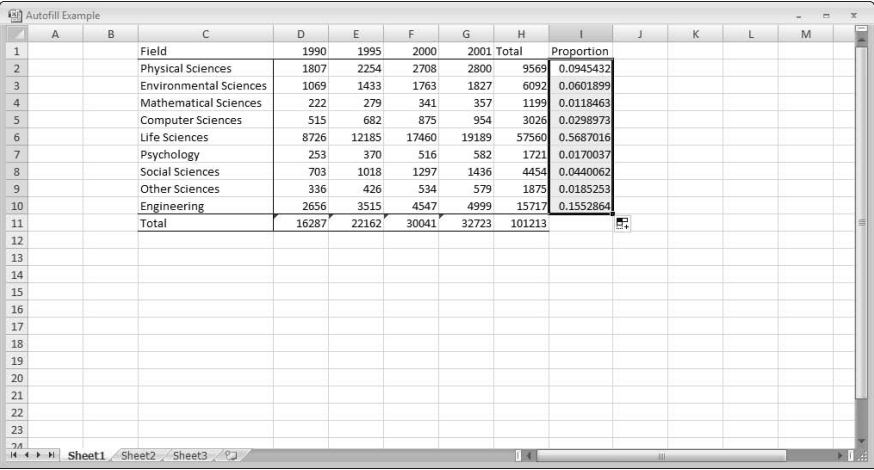 Autofill Example
A B C D E F G H I J K L M
1 Field 1990 1995 2000 2001 Total Proportion
2 Physical Sciences 1807 2254 2708 2800 9569 0.0945432
3 Environmental Sciences 1069 1433 1763 1827 6092 0.0601899
4 Mathematical Sciences 222 279 341 357 1199 0.0118463
5 Computer Sciences 515 682 875 954 3026 0.0298973
6 Life Sciences 8726 12185 17460 19189 57560 0.5687016
7 Psychology 253 370 516 582 1721 0.0170037
8 Social Sciences 703 1018 1297 1436 4454 0.0440062
9 Other Sciences 336 426 534 579 1875 0.0185253
10 Engineering 2656 3515 4547 4999 15717 0.1552864
11 Total 16287 22162 30041 32723 101213
12
13
14
15
16
17
18
19
20
21
22
23
24
Sheet1 Sheet2 Sheet3